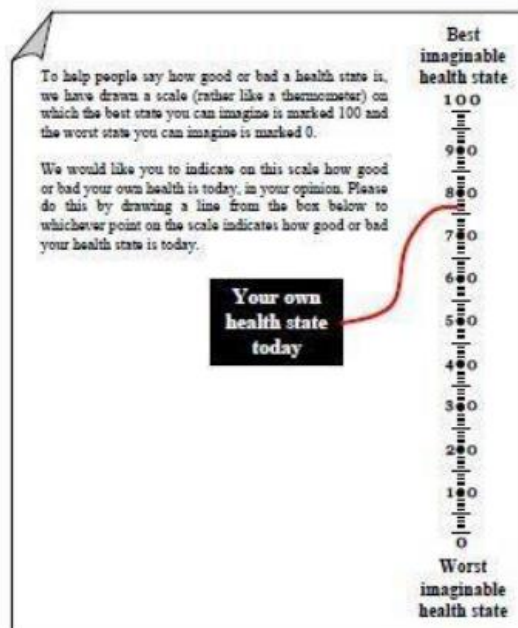 Best
imaginable
health state
To help people say how good or bad a health state is,
we have drawn a scale (rather like a thermometer) on
which the best state you can imagine is marked 100 and
the worst state you can imagine is marked 0.
We would like you to indicate on this scale how good
or bad your own health is today, in your opinion. Please
do this by drawing a line from the box below to
whichever point on the scale indicates how good or bad
your health state is today.
Your own
health state
today
100
90
80
70
60
50
40
30
20
10
0
Worst
imaginable
health state